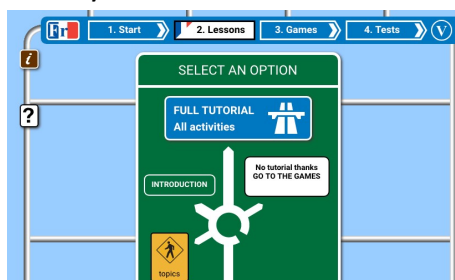 Fr
1. Start
2. Lessons
3. Games
4. Tests
V
i
SELECT AN OPTION
?
FULL TUTORIAL
All activities
No tutorial thanks
GO TO THE GAMES
INTRODUCTION
topics